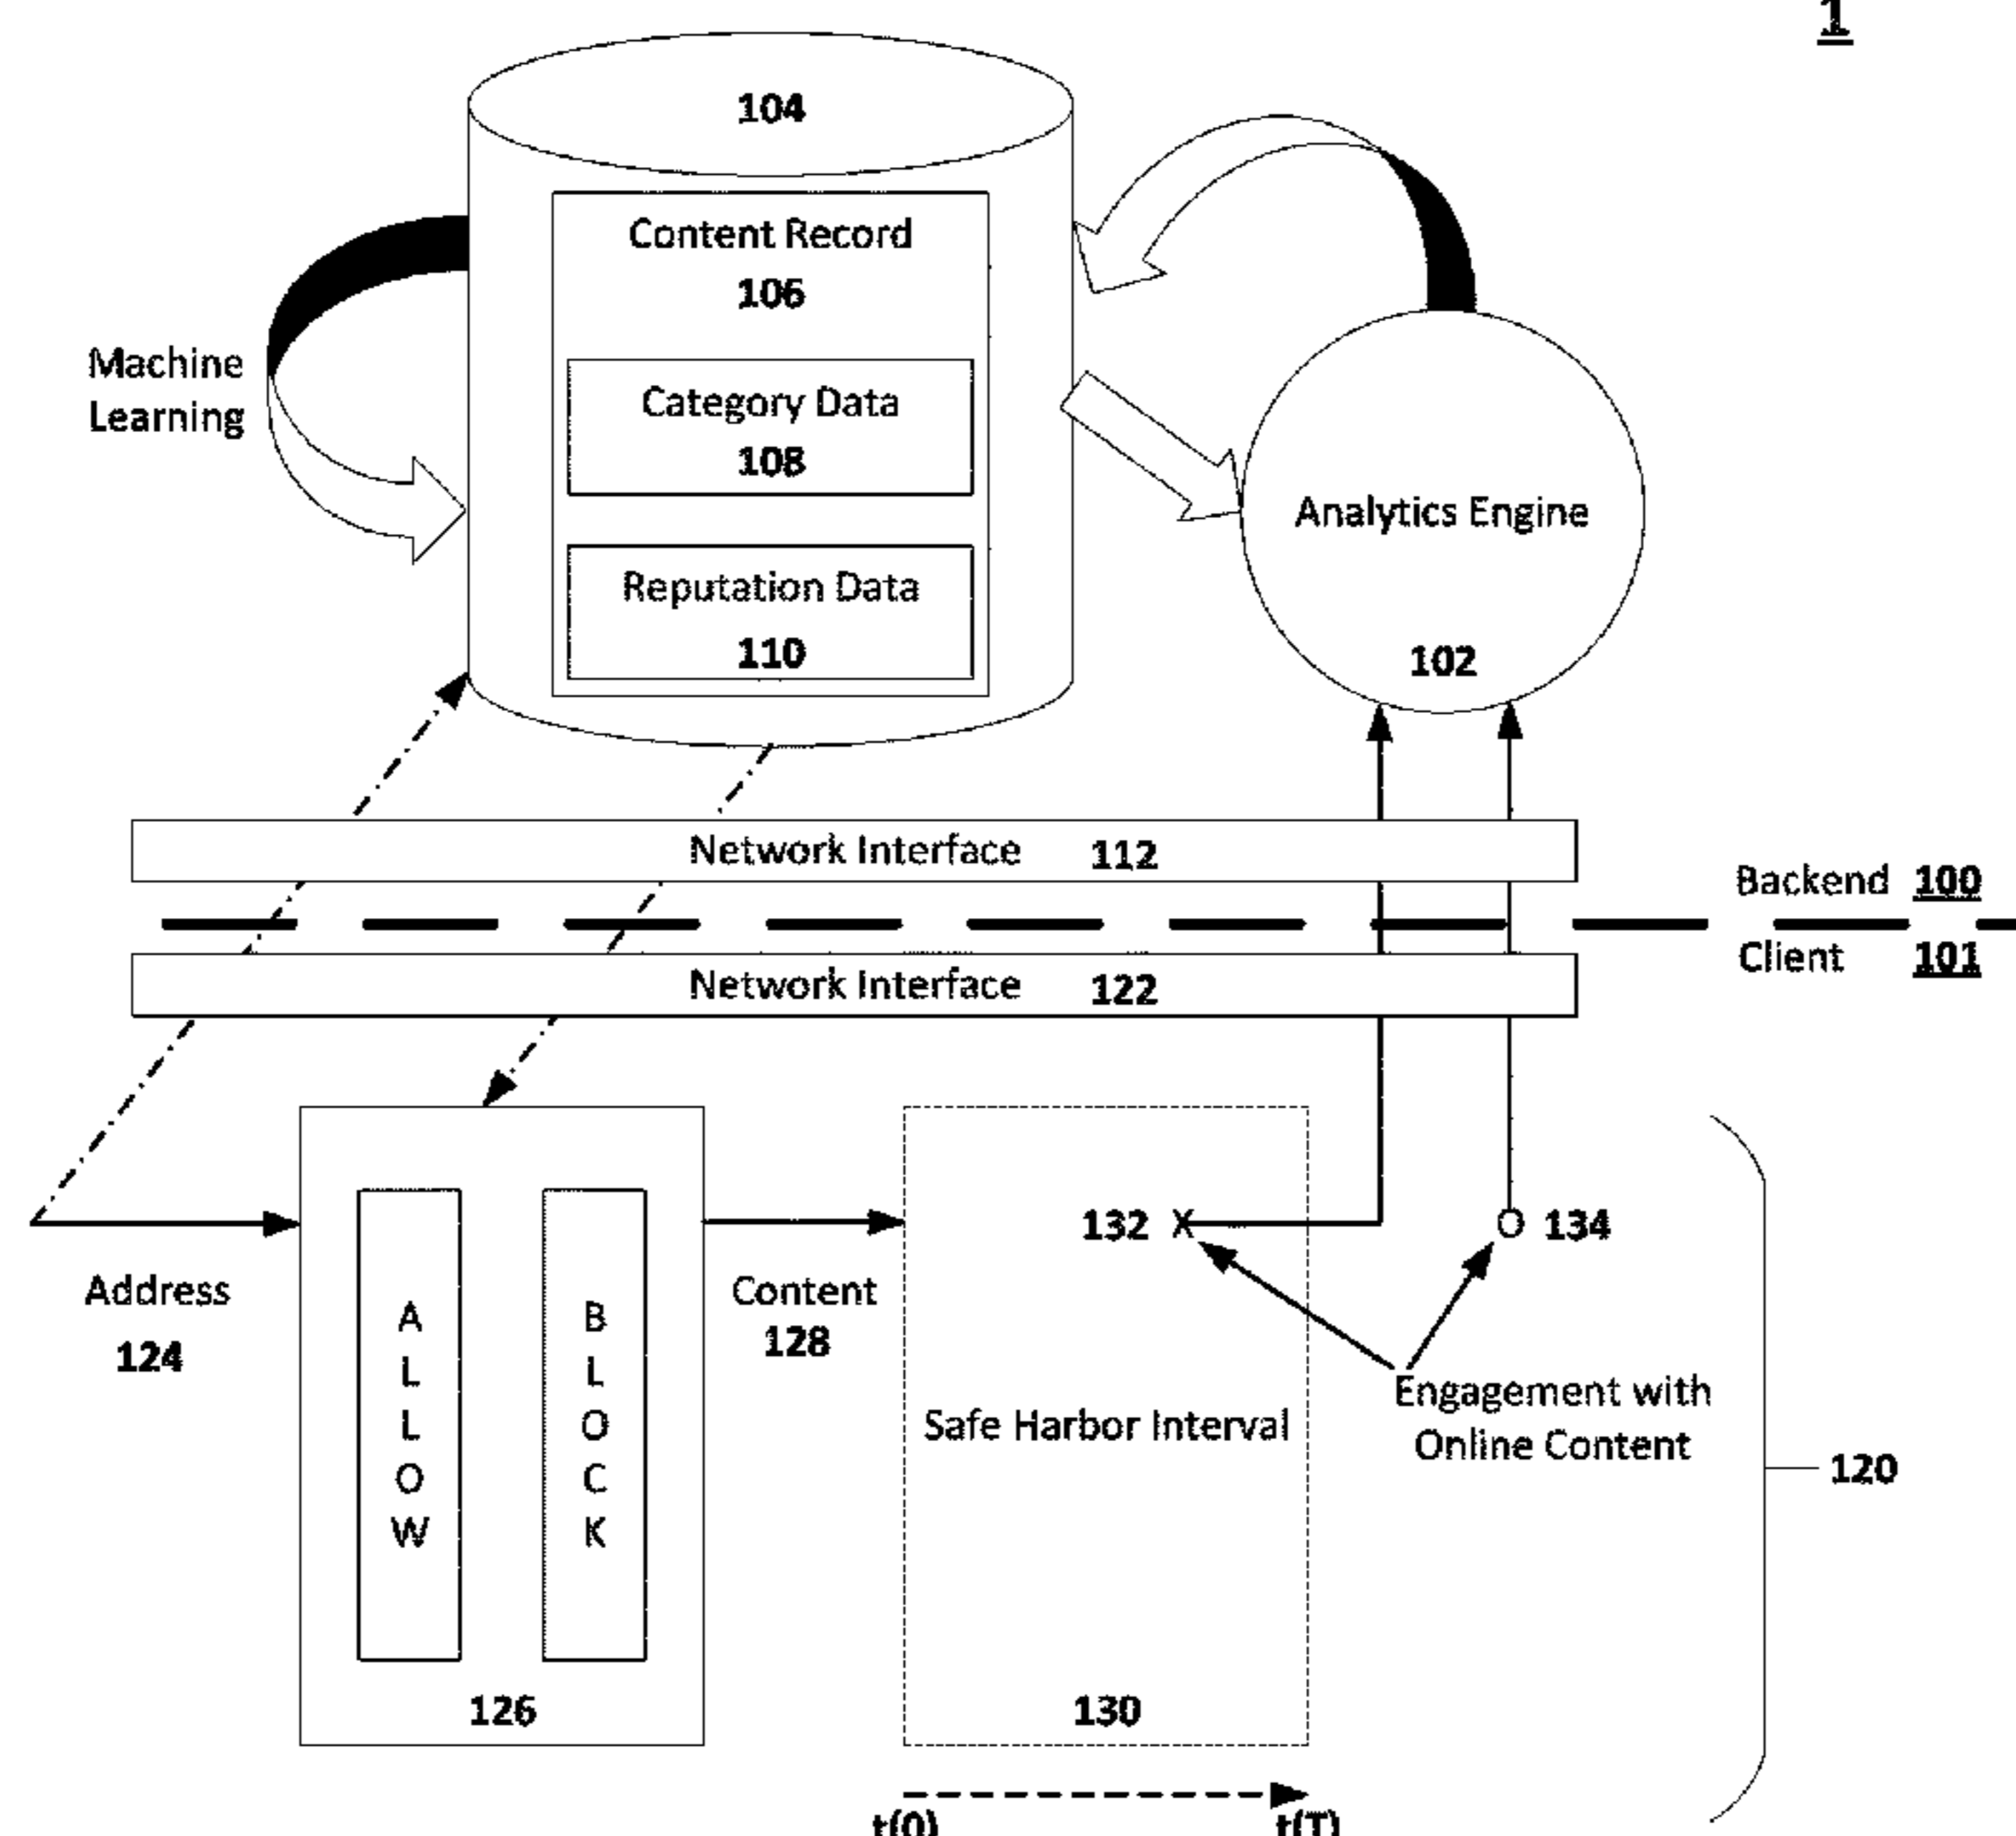 1
104
Content Record
106
Machine
Learning
Category Data
108
Analytics Engine
Reputation Data
110
102
Network Interface 112
Backend 100
Client 101
Network Interface 122
132 X
O 134
Address
124
A
L
L
O
W
B
L
O
C
K
Content
128
Safe Harbor Interval
Engagement with
Online Content
120
126
130
t(0)
t(T)